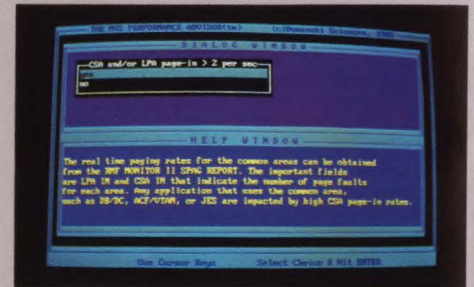 THE MVS PERFORMANCE ADVISOR(tm) (c)Domanski Sciences,
DIALOG WINDOW
CSA and/or LPA page-in > 2 per sec
yes
no
HELP WINDOW
The real time paging rates for the common areas can be obtained
from the RMF MONITOR II SPAG REPORT. The important fields
are LPA IN and CSA IN that indicate the number of page faults
for each area. Any application that uses the common area,
such as DB/DC, ACF/VTAM, or JES are impacted by high CSA page-in rates.
Use Cursor Keys Select Choice & Hit ENTER